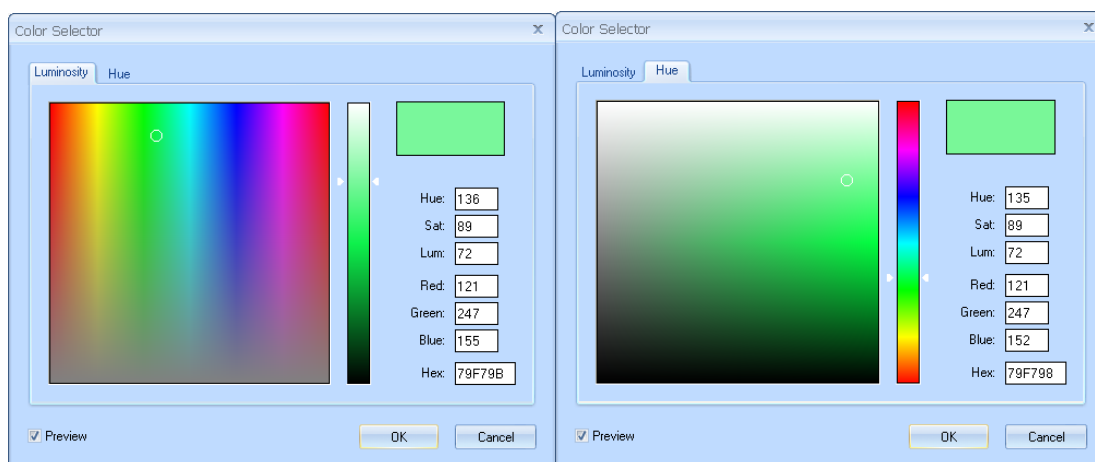 Color Selector x
Luminosity Hue
Hue: 136
Sat: 89
Lum: 72
Red: 121
Green: 247
Blue: 155
Hex: 79F79B
Preview OK Cancel
Color Selector x
Luminosity Hue
Hue: 135
Sat: 89
Lum: 72
Red: 121
Green: 247
Blue: 152
Hex: 79F798
Preview OK Cancel